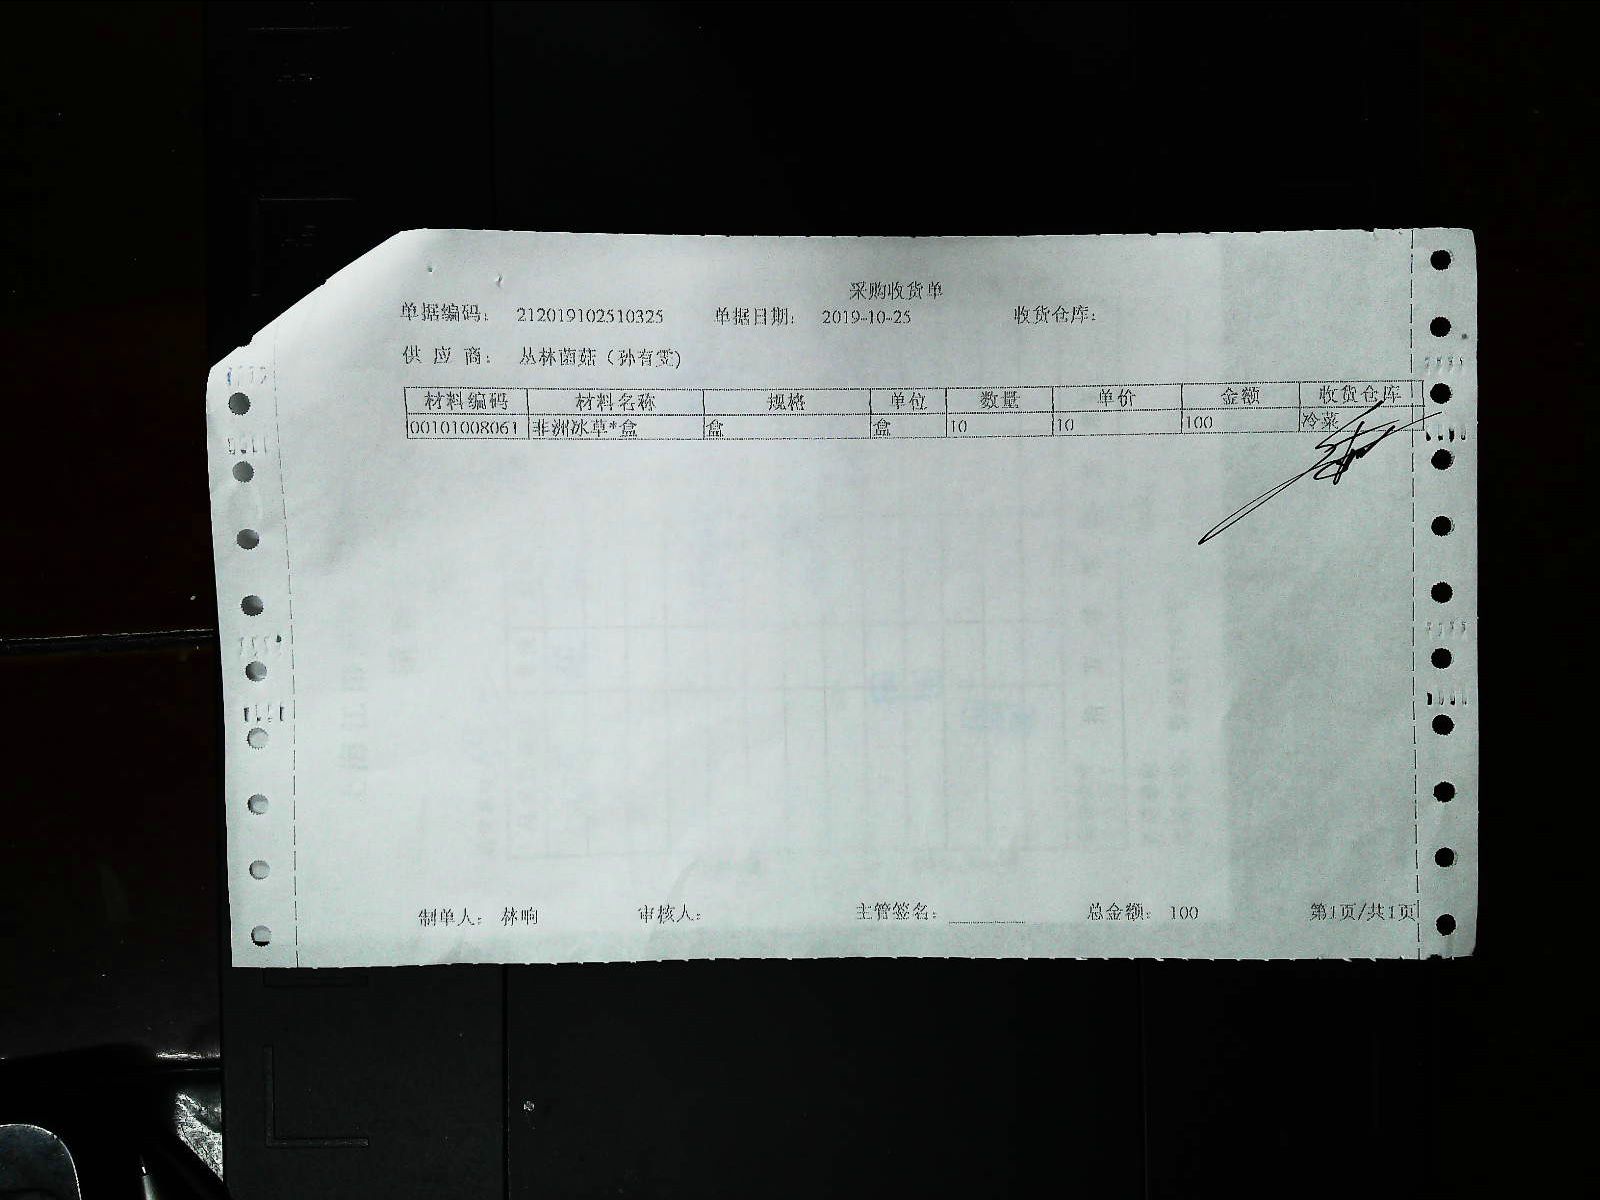 采购收货单
单据编码： 212019102510325 单据日期： 2019-10-25 收货仓库：
供 应 商： 丛林菌菇（孙有雯）
材料编码 材料名称 规格 单位 数量 单价 金额 收货仓库
00101008061 非洲冰草*盒 盒 盒 10 10 100 冷菜
制单人： 林响 审核人： 主管签名： 总金额： 100 第1页/共1页